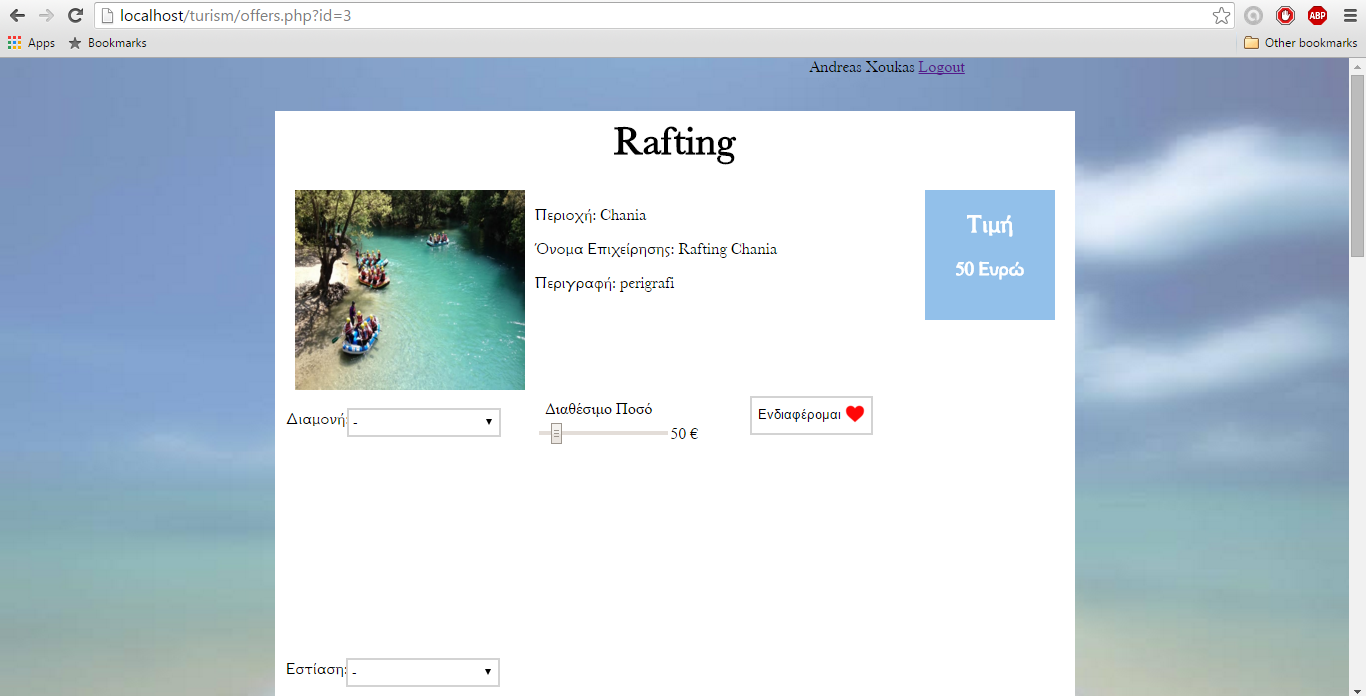 localhost/turism/offers.php?id=3
ABP
Apps Bookmarks Other bookmarks
Andreas Xoukas Logout
Rafting
Περιοχή: Chania
Όνομα Επιχείρησης: Rafting Chania
Περιγραφή: perigrafi
Τιμή
50 Ευρώ
Διαμονή: -
Διαθέσιμο Ποσό
50 €
Ενδιαφέρομαι
Εστίαση: -